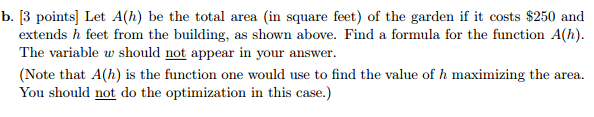 b. [3 points] Let A(h) be the total area (in square feet) of the garden if it costs $250 and
extends h feet from the building, as shown above. Find a formula for the function A(h).
The variable w should not appear in your answer.
(Note that A(h) is the function one would use to find the value of h maximizing the area.
You should not do the optimization in this case.)